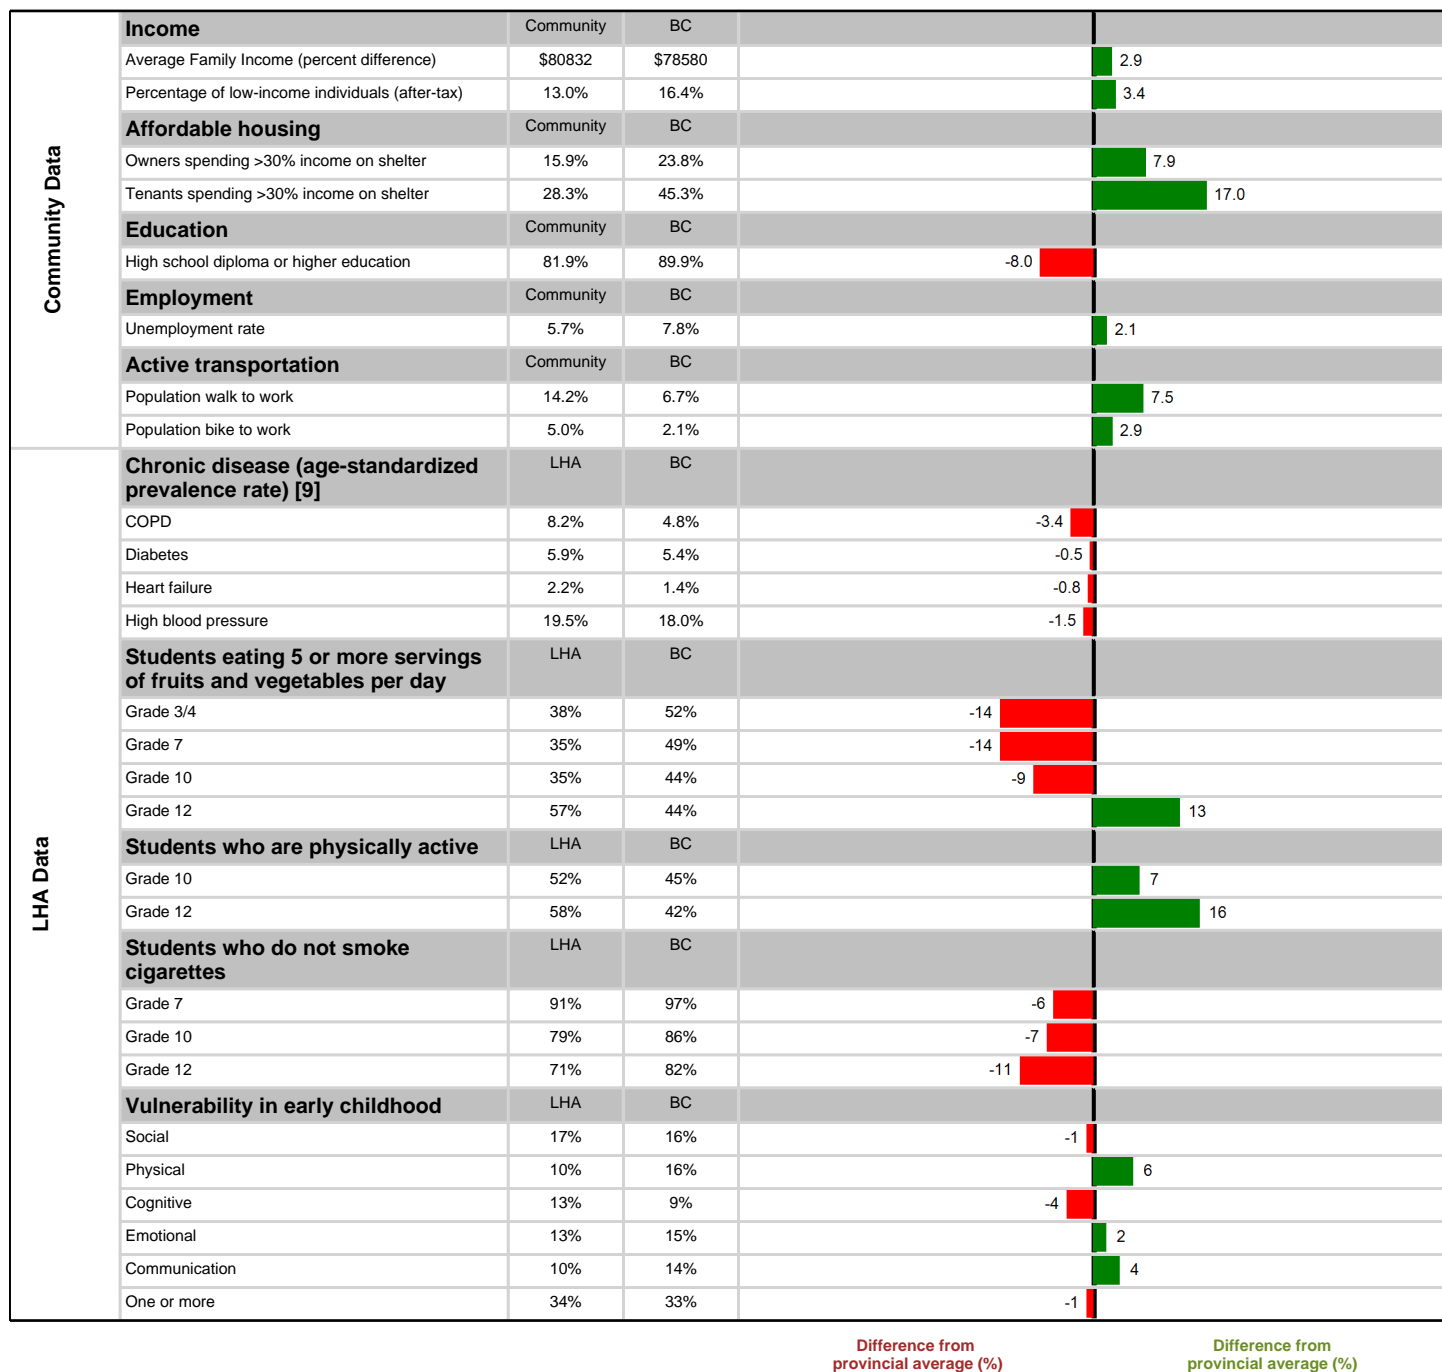 Community Data
Income Community BC
Average Family Income (percent difference) $80832 $78580 2.9
Percentage of low-income individuals (after-tax) 13.0% 16.4% 3.4
Affordable housing Community BC
Owners spending >30% income on shelter 15.9% 23.8% 7.9
Tenants spending >30% income on shelter 28.3% 45.3% 17.0
Education Community BC
High school diploma or higher education 81.9% 89.9% -8.0
Employment Community BC
Unemployment rate 5.7% 7.8% 2.1
Active transportation Community BC
Population walk to work 14.2% 6.7% 7.5
Population bike to work 5.0% 2.1% 2.9
LHA Data
Chronic disease (age-standardized LHA BC
prevalence rate) [9]
COPD 8.2% 4.8% -3.4
Diabetes 5.9% 5.4% -0.5
Heart failure 2.2% 1.4% -0.8
High blood pressure 19.5% 18.0% -1.5
Students eating 5 or more servings LHA BC
of fruits and vegetables per day
Grade 3/4 38% 52% -14
Grade 7 35% 49% -14
Grade 10 35% 44% -9
Grade 12 57% 44% 13
Students who are physically active LHA BC
Grade 10 52% 45% 7
Grade 12 58% 42% 16
Students who do not smoke LHA BC
cigarettes
Grade 7 91% 97% -6
Grade 10 79% 86% -7
Grade 12 71% 82% -11
Vulnerability in early childhood LHA BC
Social 17% 16% -1
Physical 10% 16% 6
Cognitive 13% 9% -4
Emotional 13% 15% 2
Communication 10% 14% 4
One or more 34% 33% -1
Difference from
provincial average (%)
Difference from
provincial average (%)